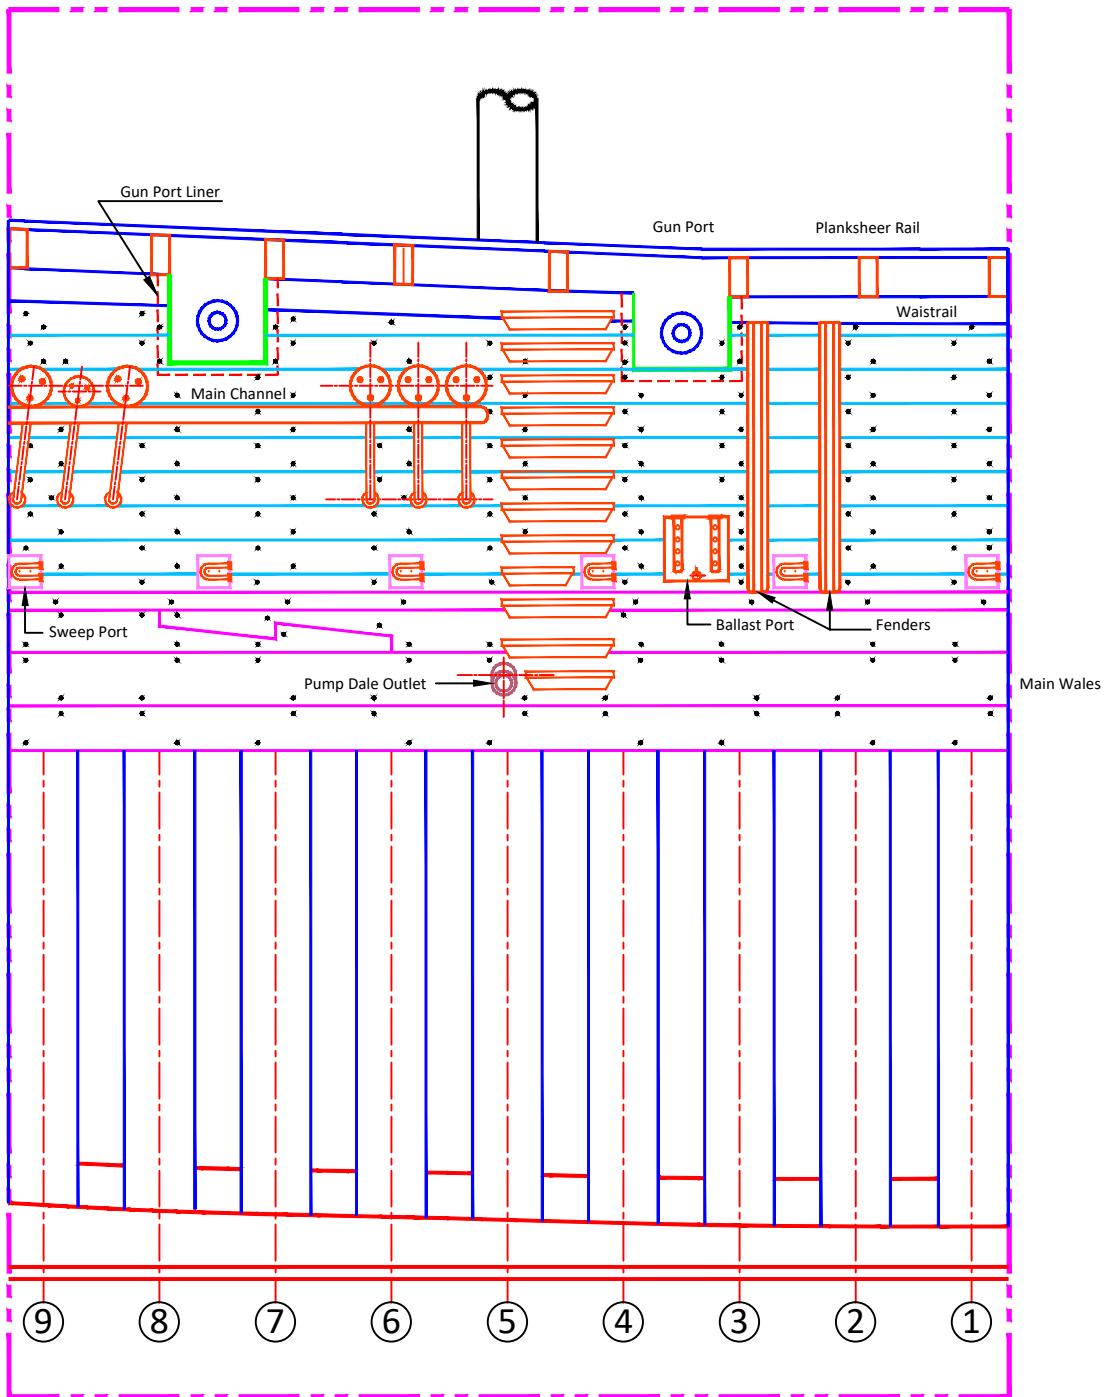 Gun Port Liner
Gun Port
Planksheer Rail
Waistrail
Main Channel
Sweep Port
Ballast Port
Fenders
Pump Dale Outlet
Main Wales
9 8 7 6 5 4 3 2 1